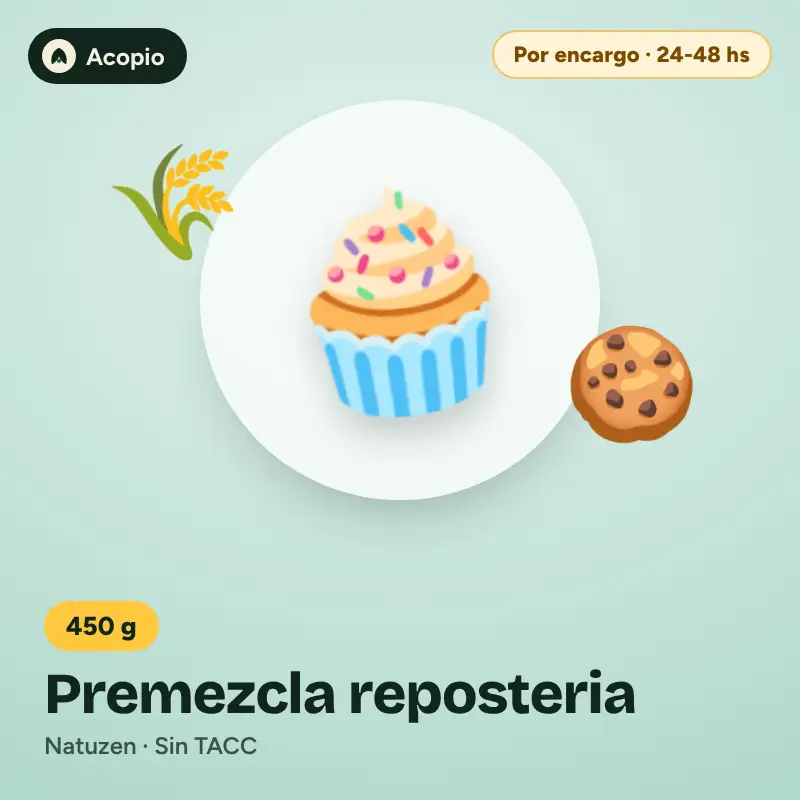 Acopio
Por encargo · 24-48 hs
450 g
Premezcla reposteria
Natuzen · Sin TACC